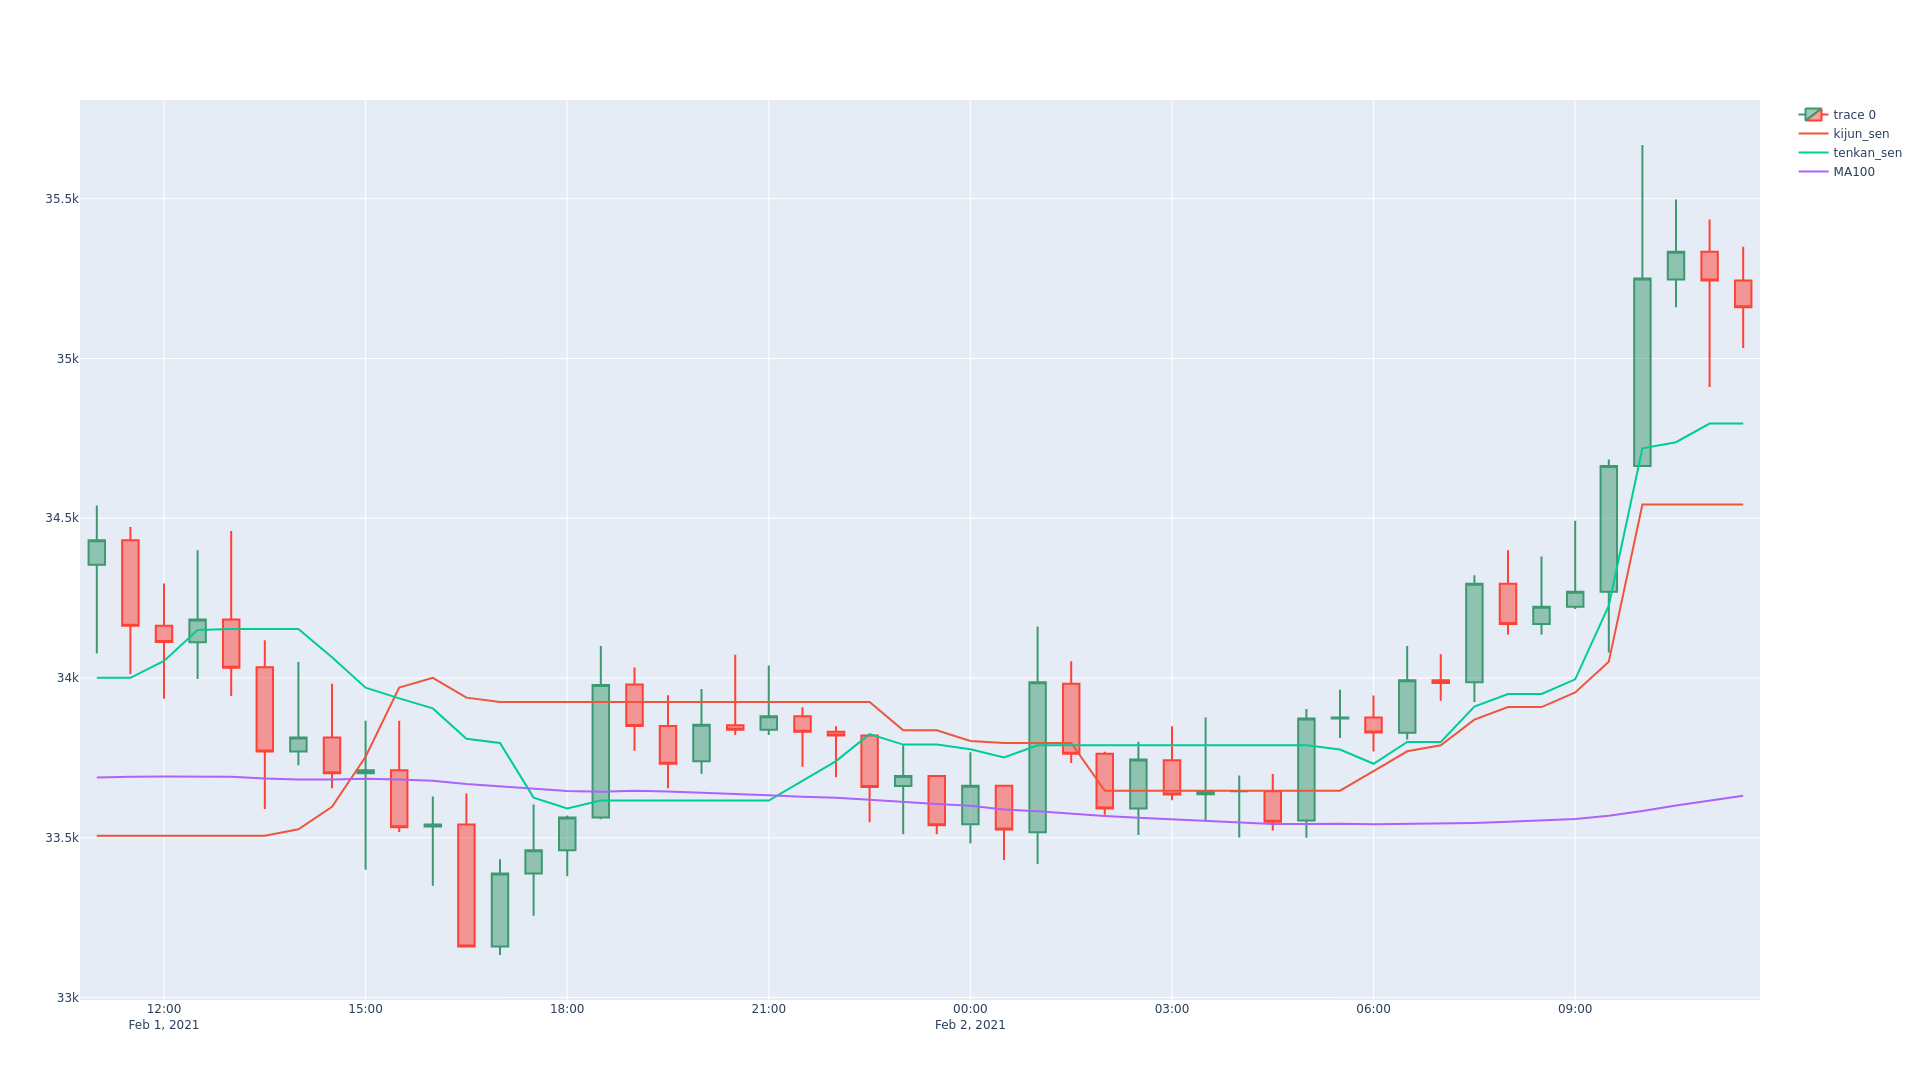 trace 0
kijun_sen
tenkan_sen
MA100
35.5k
35k
34.5k
34k
33.5k
33k
12:00 15:00 18:00 21:00 00:00 03:00 06:00 09:00
Feb 1, 2021 Feb 2, 2021